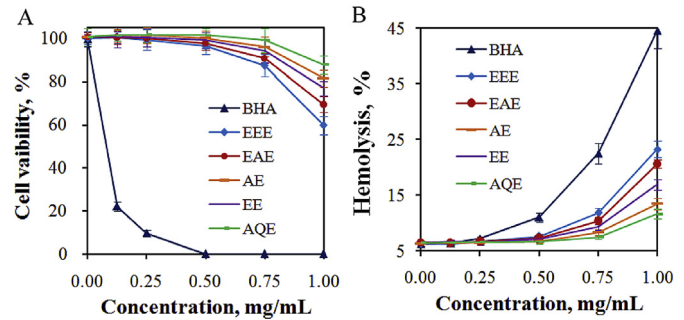 A
Cell vaibility, %
100
80
60
40
20
0
BHA
EEE
EAE
AE
EE
AQE
0.00 0.25 0.50 0.75 1.00
Concentration, mg/mL
B
Hemolysis, %
45
35
25
15
5
BHA
EEE
EAE
AE
EE
AQE
0.00 0.25 0.50 0.75 1.00
Concentration, mg/mL